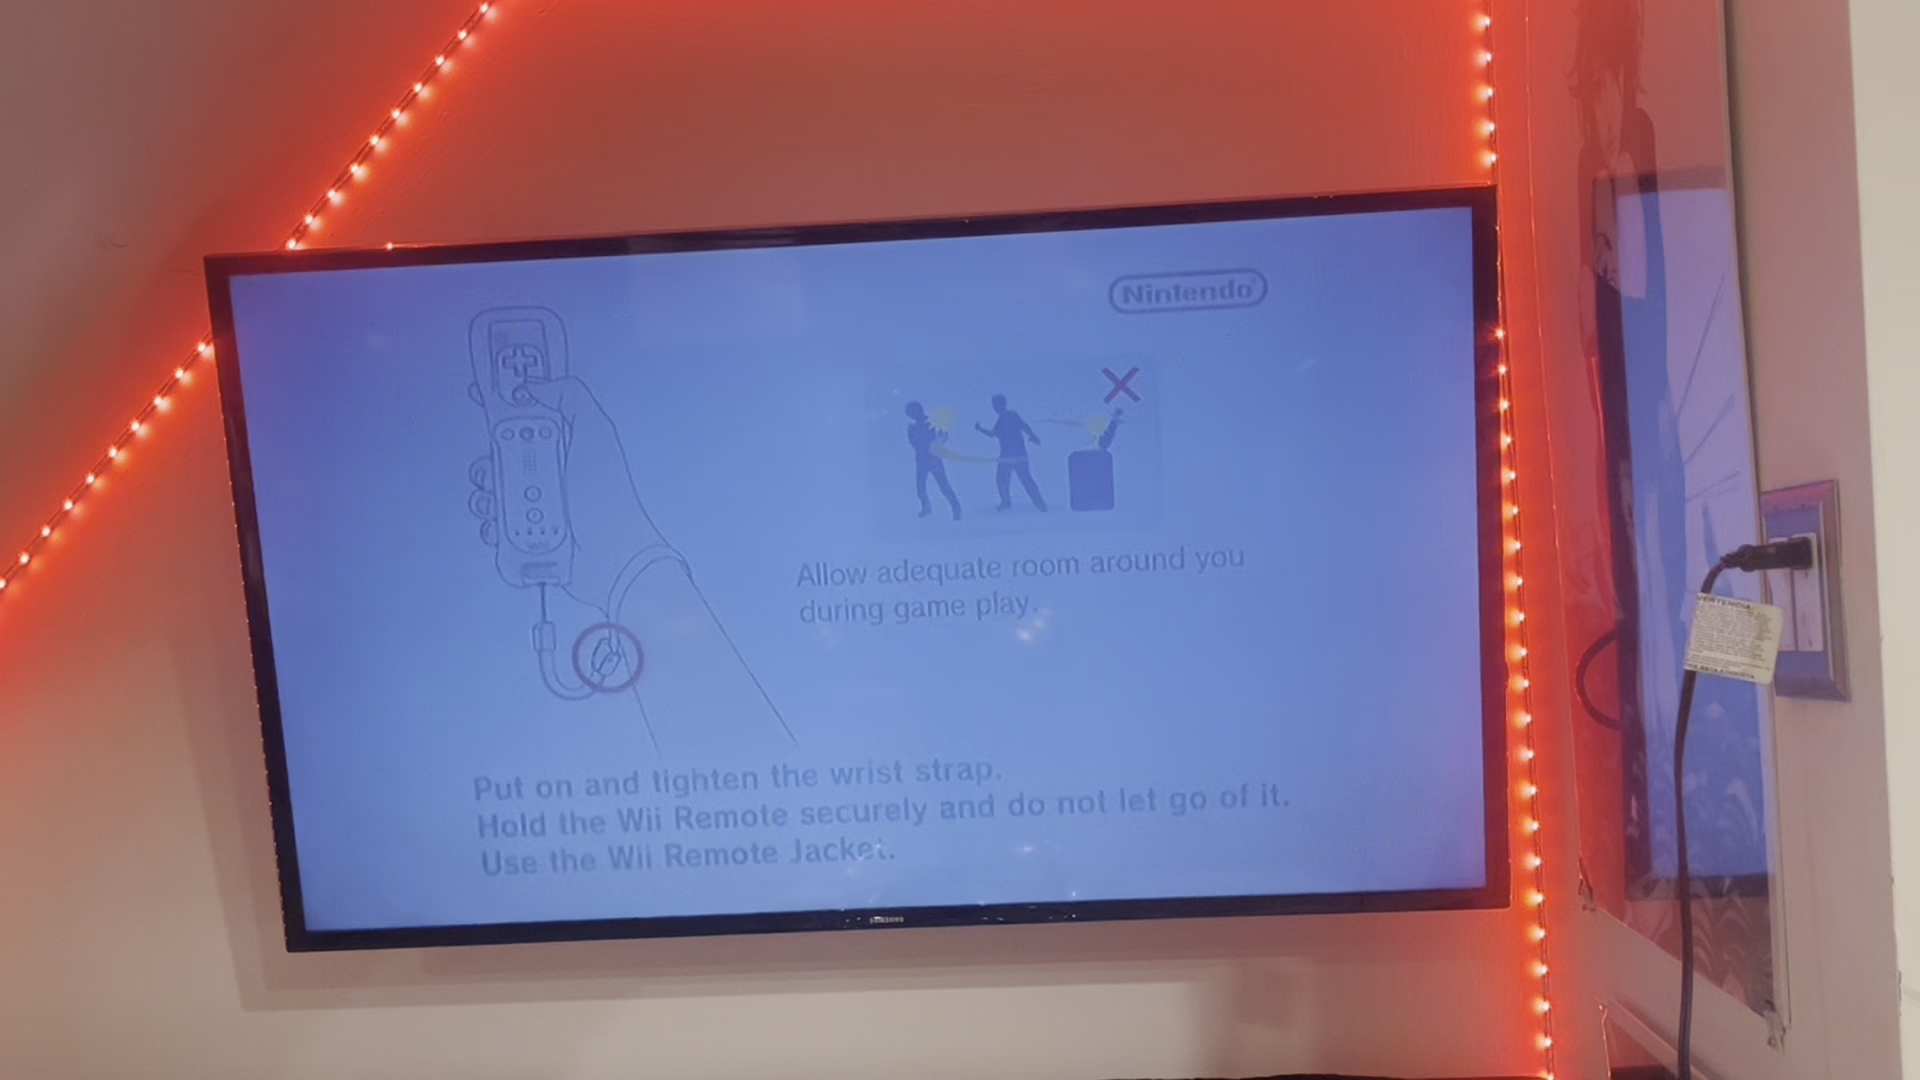 Nintendo
Allow adequate room around you
during game play.
Put on and tighten the wrist strap.
Hold the Wii Remote securely and do not let go of it.
Use the Wii Remote Jacket.
SAMSUNG